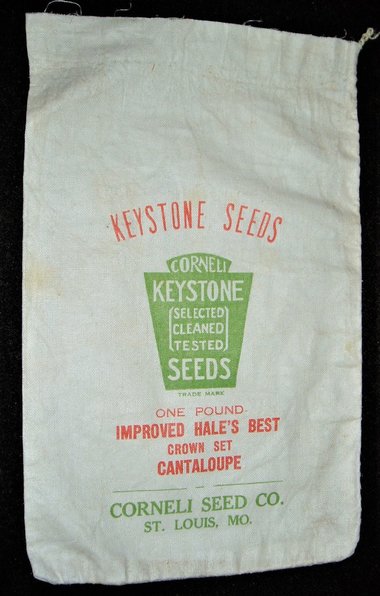 KEYSTONE SEEDS
CORNELI
KEYSTONE
SELECTED
CLEANED
TESTED
SEEDS
TRADE MARK
ONE POUND
IMPROVED HALE'S BEST
CROWN SET
CANTALOUPE
CORNELI SEED CO.
ST. LOUIS, MO.